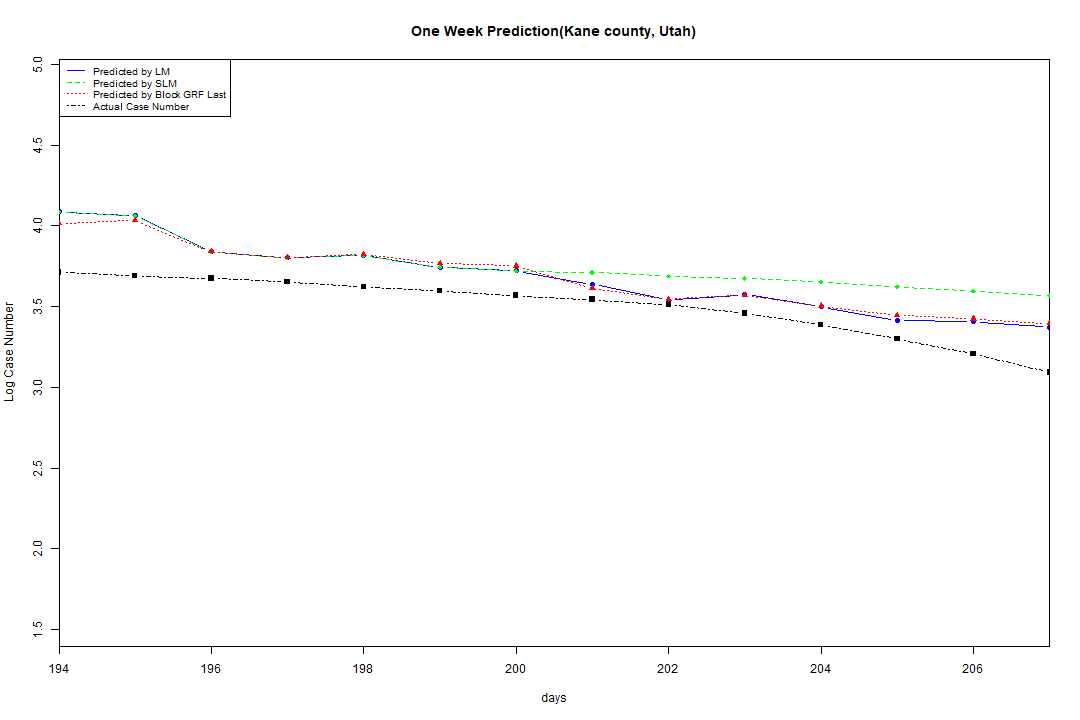 One Week Prediction(Kane county, Utah)
Predicted by LM
Predicted by SLM
Predicted by Block GRF Last
Actual Case Number
Log Case Number
5.0
4.5
4.0
3.5
3.0
2.5
2.0
1.5
194 196 198 200 202 204 206
days